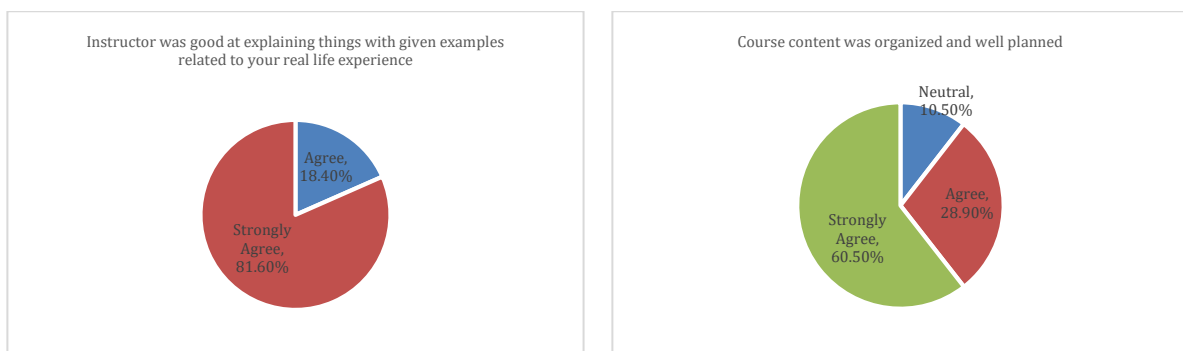 Instructor was good at explaining things with given examples
related to your real life experience
Agree,
18.40%
Strongly
Agree,
81.60%
Course content was organized and well planned
Neutral,
10.50%
Agree,
28.90%
Strongly
Agree,
60.50%